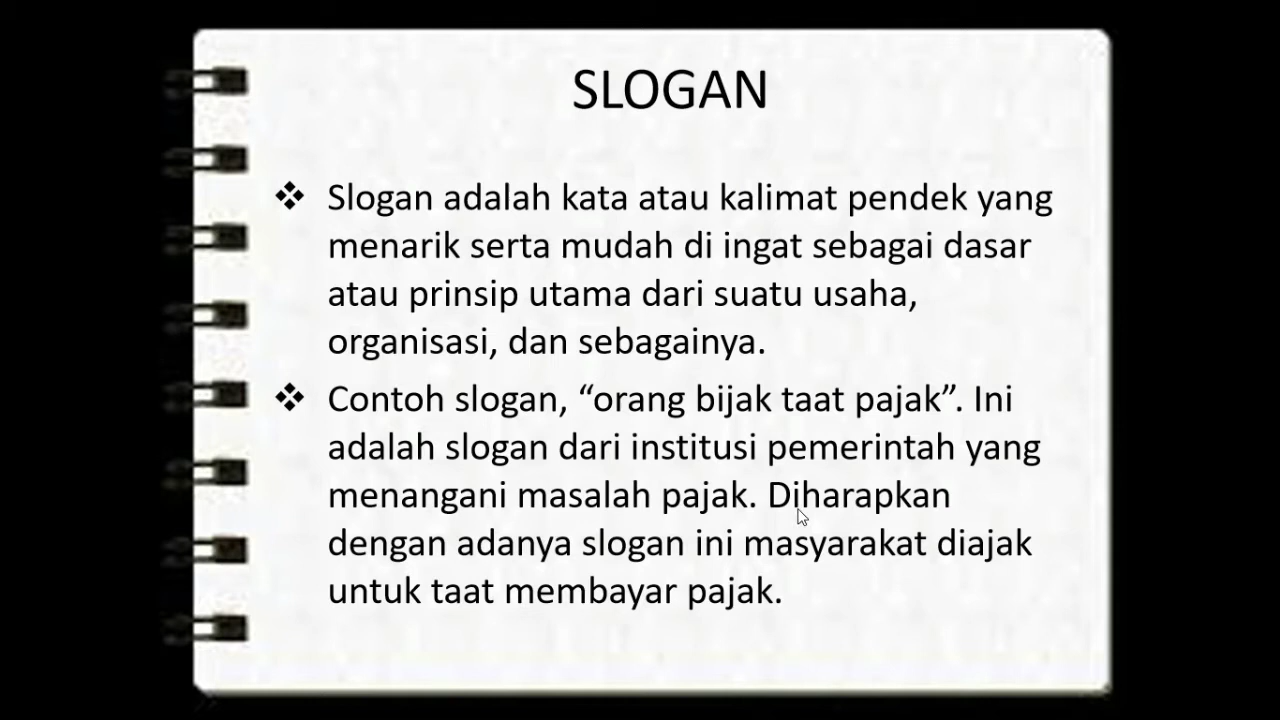 SLOGAN
❖ Slogan adalah kata atau kalimat pendek yang
menarik serta mudah di ingat sebagai dasar
atau prinsip utama dari suatu usaha,
organisasi, dan sebagainya.
❖ Contoh slogan, “orang bijak taat pajak”. Ini
adalah slogan dari institusi pemerintah yang
menangani masalah pajak. Diharapkan
dengan adanya slogan ini masyarakat diajak
untuk taat membayar pajak.